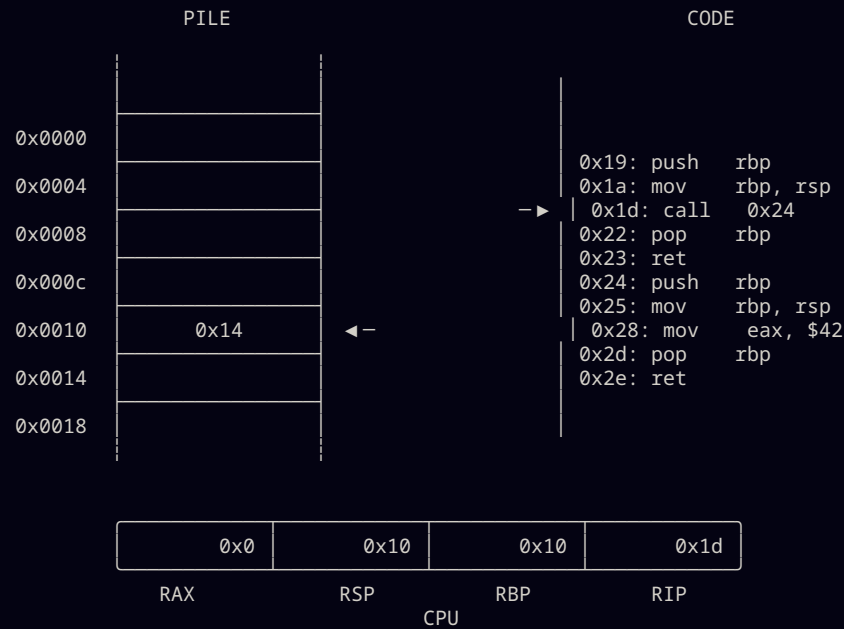 PILE CODE
0x0000
0x19: push rbp
0x0004 0x1a: mov rbp, rsp
─► 0x1d: call 0x24
0x0008 0x22: pop rbp
0x23: ret
0x000c 0x24: push rbp
0x25: mov rbp, rsp
0x0010 0x14 ◄─ 0x28: mov eax, $42
0x2d: pop rbp
0x0014 0x2e: ret
0x0018
0x0 0x10 0x10 0x1d
RAX RSP RBP RIP
CPU